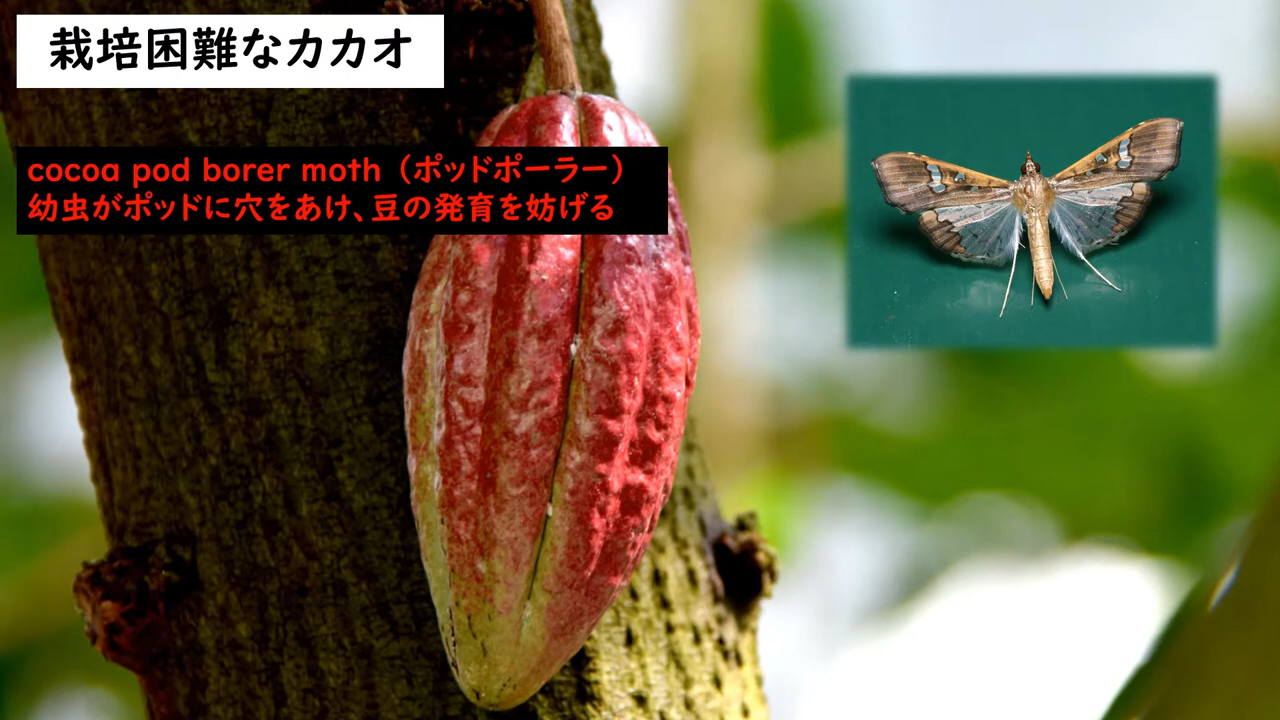 栽培困難なカカオ
cocoa pod borer moth（ポッドポーラー）
幼虫がポッドに穴をあけ、豆の発育を妨げる